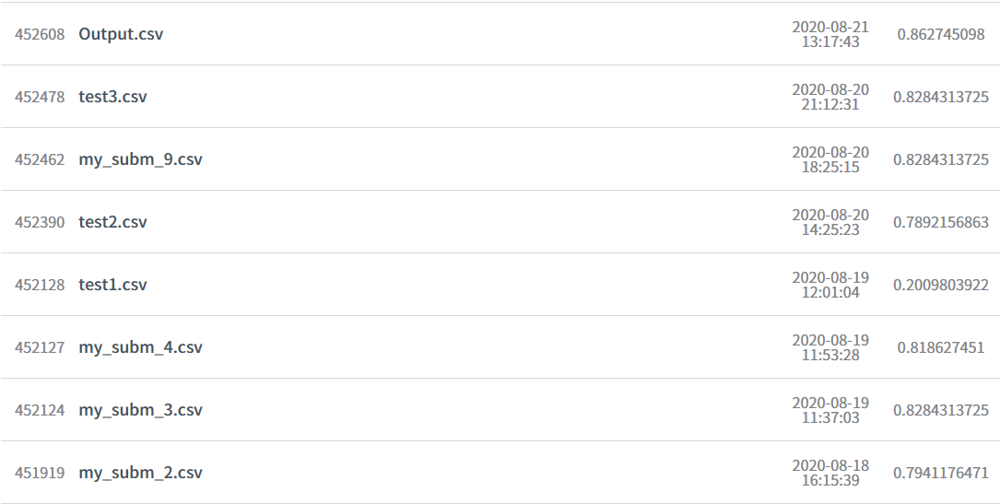 452608 Output.csv 2020-08-21 13:17:43 0.862745098
452478 test3.csv 2020-08-20 21:12:31 0.8284313725
452462 my_subm_9.csv 2020-08-20 18:25:15 0.8284313725
452390 test2.csv 2020-08-20 14:25:23 0.7892156863
452128 test1.csv 2020-08-19 12:01:04 0.2009803922
452127 my_subm_4.csv 2020-08-19 11:53:28 0.818627451
452124 my_subm_3.csv 2020-08-19 11:37:03 0.8284313725
451919 my_subm_2.csv 2020-08-18 16:15:39 0.7941176471